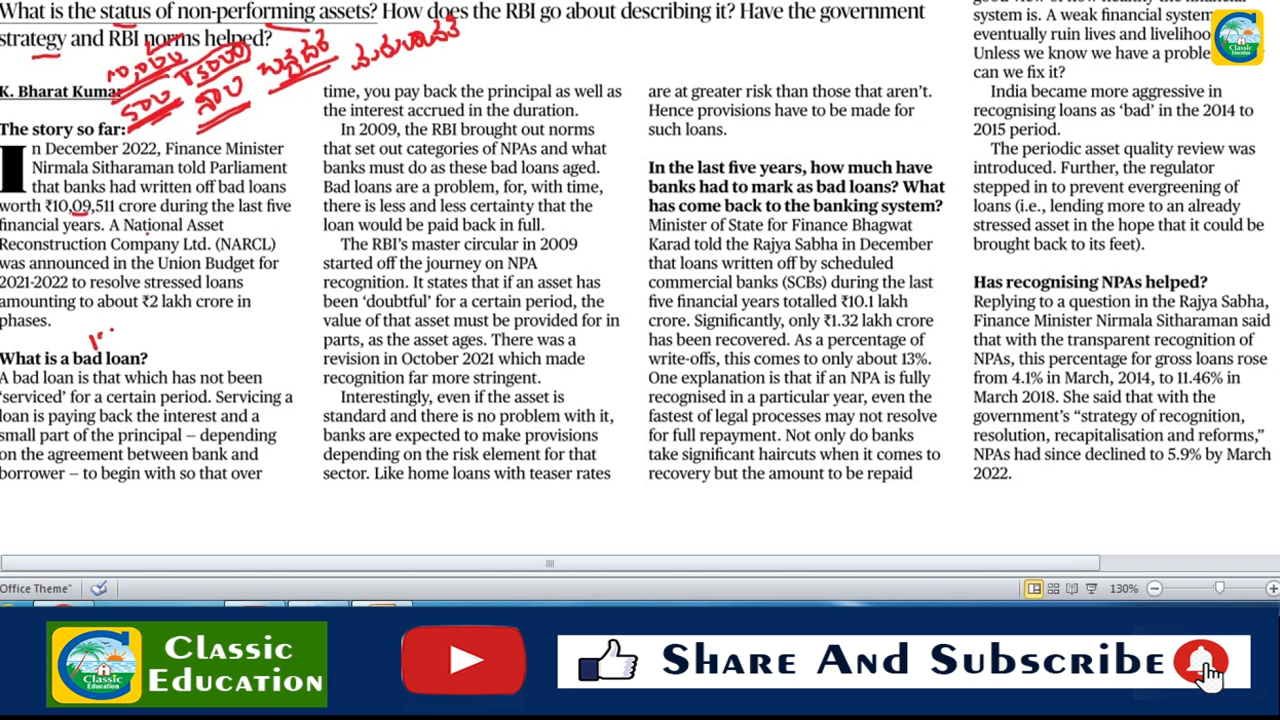 What is the status of non-performing assets? How does the RBI go about describing it? Have the government
strategy and RBI norms helped?
10,000
15000
500
K. Bharat Kumar
The story so far:
In December 2022, Finance Minister
Nirmala Sitharaman told Parliament
that banks had written off bad loans
worth ₹10,09,511 crore during the last five
financial years. A National Asset
Reconstruction Company Ltd. (NARCL)
was announced in the Union Budget for
2021-2022 to resolve stressed loans
amounting to about ₹2 lakh crore in
phases.
What is a bad loan?
A bad loan is that which has not been
‘serviced’ for a certain period. Servicing a
loan is paying back the interest and a
small part of the principal — depending
on the agreement between bank and
borrower — to begin with so that over
time, you pay back the principal as well as
the interest accrued in the duration.
In 2009, the RBI brought out norms
that set out categories of NPAs and what
banks must do as these bad loans aged.
Bad loans are a problem, for, with time,
there is less and less certainty that the
loan would be paid back in full.
The RBI’s master circular in 2009
started off the journey on NPA
recognition. It states that if an asset has
been ‘doubtful’ for a certain period, the
value of that asset must be provided for in
parts, as the asset ages. There was a
revision in October 2021 which made
recognition far more stringent.
Interestingly, even if the asset is
standard and there is no problem with it,
banks are expected to make provisions
depending on the risk element for that
sector. Like home loans with teaser rates
are at greater risk than those that aren’t.
Hence provisions have to be made for
such loans.
In the last five years, how much have
banks had to mark as bad loans? What
has come back to the banking system?
Minister of State for Finance Bhagwat
Karad told the Rajya Sabha in December
that loans written off by scheduled
commercial banks (SCBs) during the last
five financial years totalled ₹10.1 lakh
crore. Significantly, only ₹1.32 lakh crore
has been recovered. As a percentage of
write-offs, this comes to only about 13%.
One explanation is that if an NPA is fully
recognised in a particular year, even the
fastest of legal processes may not resolve
for full repayment. Not only do banks
take significant haircuts when it comes to
recovery but the amount to be repaid
good view of how healthy the financial
system is. A weak financial system
eventually ruin lives and livelihoo
Unless we know we have a proble
can we fix it?
India became more aggressive in
recognising loans as ‘bad’ in the 2014 to
2015 period.
The periodic asset quality review was
introduced. Further, the regulator
stepped in to prevent evergreening of
loans (i.e., lending more to an already
stressed asset in the hope that it could be
brought back to its feet).
Has recognising NPAs helped?
Replying to a question in the Rajya Sabha,
Finance Minister Nirmala Sitharaman said
that with the transparent recognition of
NPAs, this percentage for gross loans rose
from 4.1% in March, 2014, to 11.46% in
March 2018. She said that with the
government’s “strategy of recognition,
resolution, recapitalisation and reforms,”
NPAs had since declined to 5.9% by March
2022.
Classic
Education
Office Theme"
130%
Classic
Education
Classic
Education
Share And Subscribe